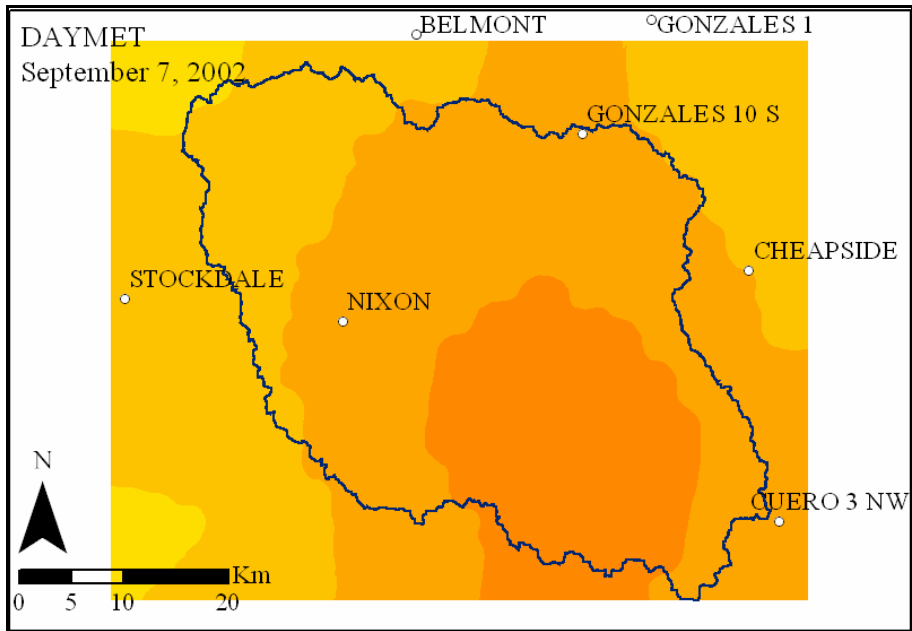 DAYMET
September 7, 2002
BELMONT
GONZALES 1
GONZALES 10 S
CHEAPSIDE
STOCKDALE
NIXON
CUERO 3 NW
N
Km
0 5 10 20